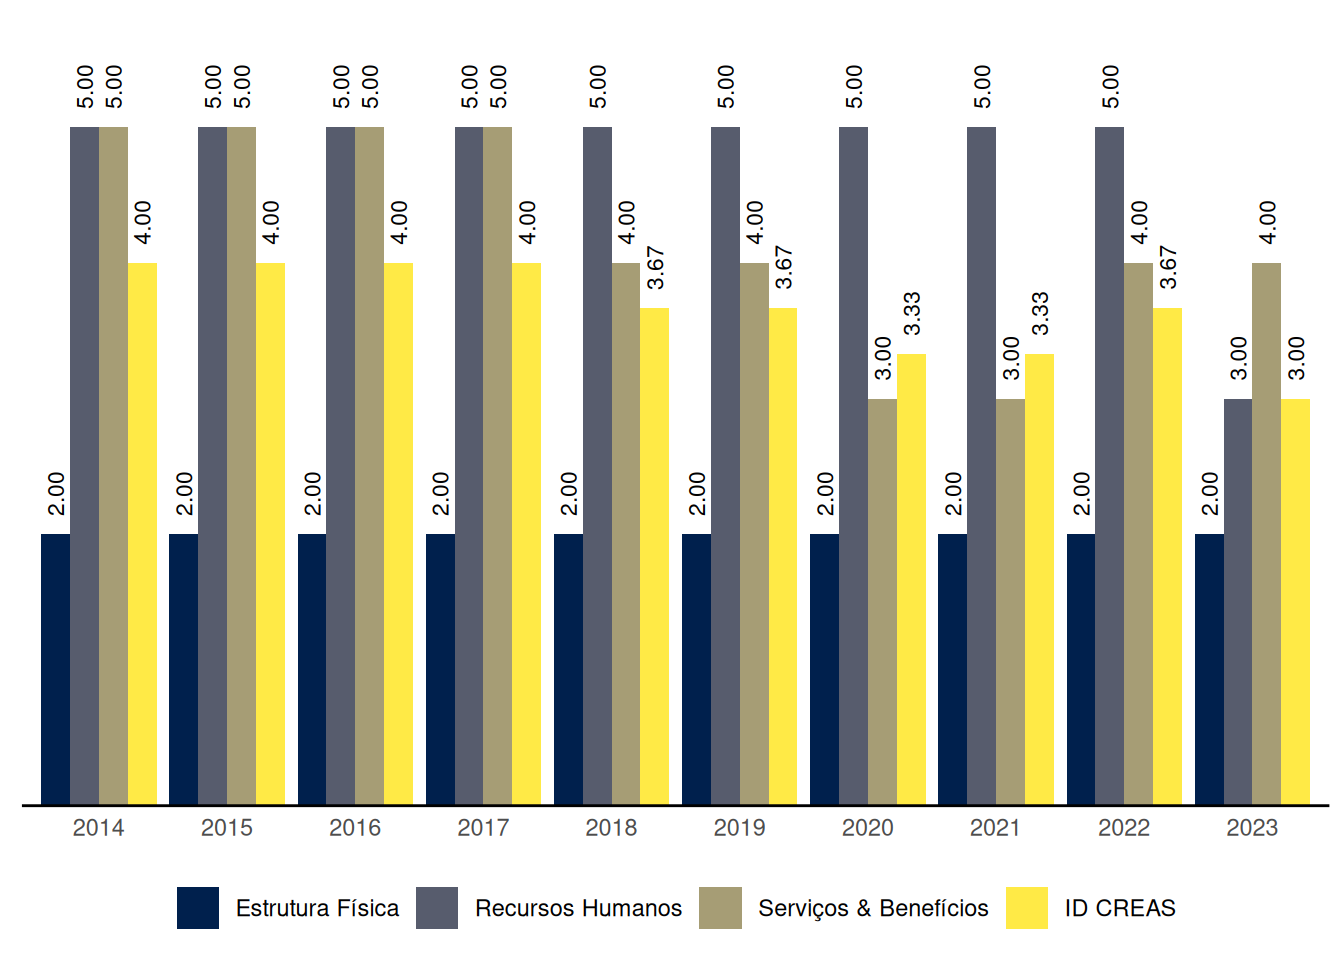 5.00 5.00 5.00 5.00 5.00 5.00 5.00 5.00 5.00 5.00 5.00 5.00 5.00
4.00 4.00 4.00 4.00 4.00 4.00 4.00 4.00
3.67 3.67 3.67
3.33 3.33
3.00 3.00 3.00 3.00
2.00 2.00 2.00 2.00 2.00 2.00 2.00 2.00 2.00 2.00
2014 2015 2016 2017 2018 2019 2020 2021 2022 2023
Estrutura Física Recursos Humanos Serviços & Benefícios ID CREAS